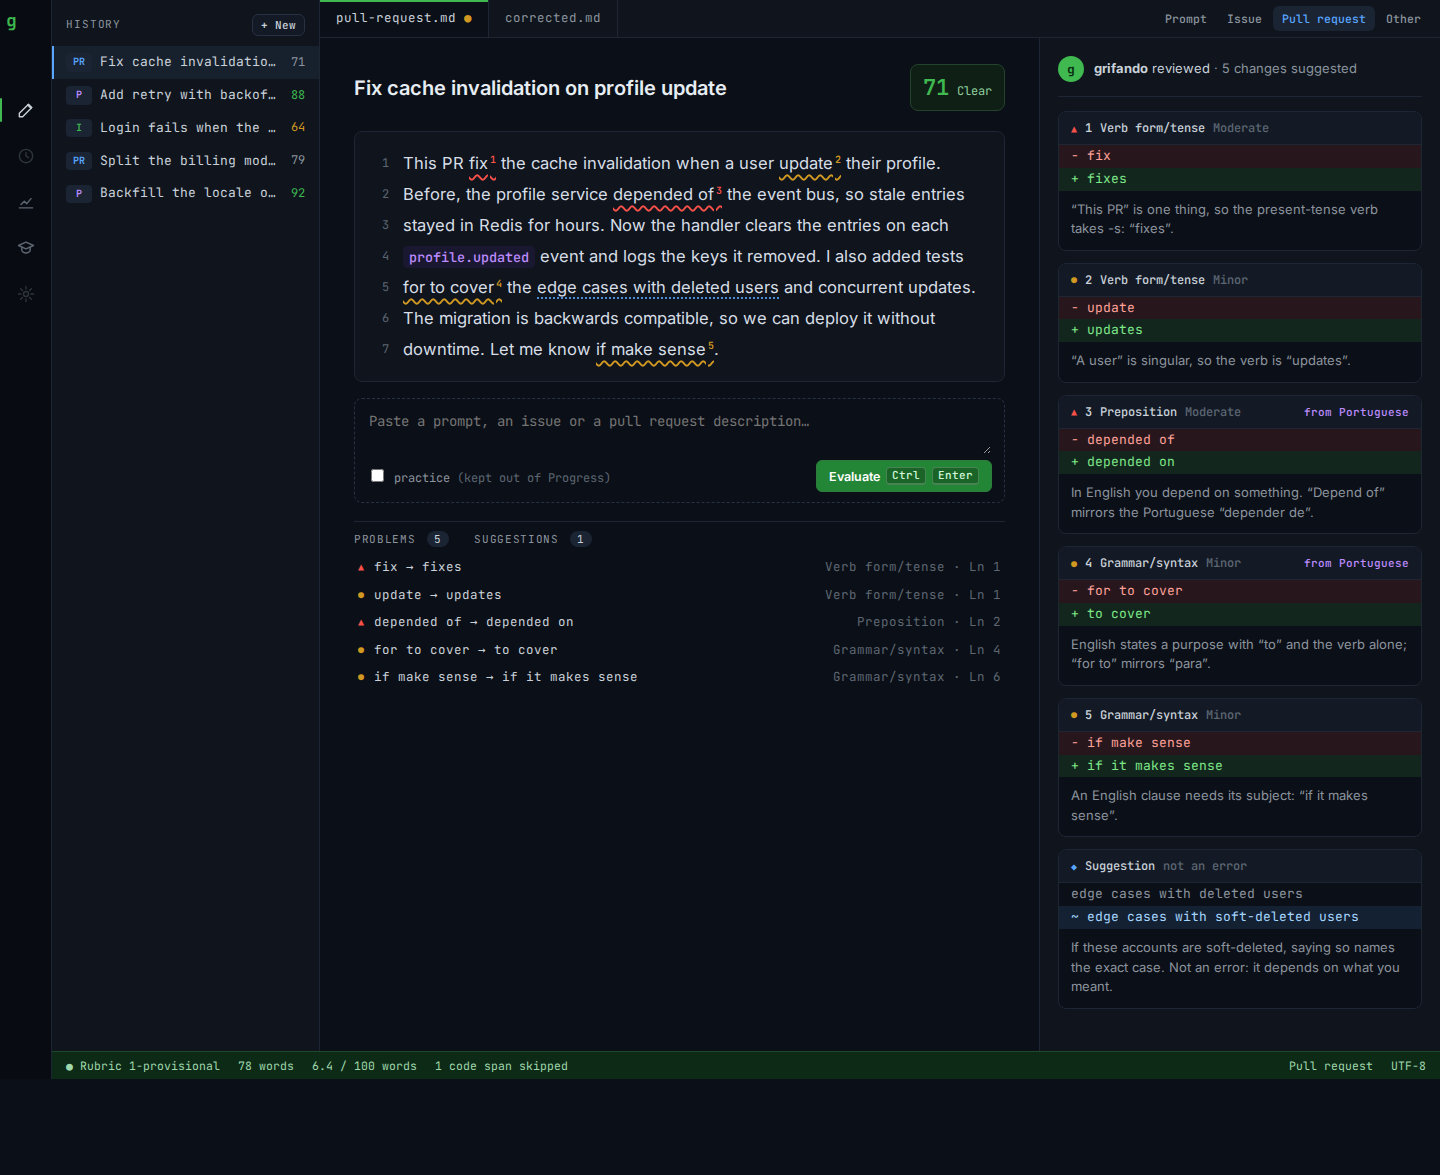 g
HISTORY
+ New
PR Fix cache invalidatio… 71
P Add retry with backof… 88
I Login fails when the … 64
PR Split the billing mod… 79
P Backfill the locale o… 92
pull-request.md ●
corrected.md
Prompt Issue Pull request Other
Fix cache invalidation on profile update
71 Clear
1 This PR fix 1 the cache invalidation when a user update 2 their profile.
2 Before, the profile service depended of 3 the event bus, so stale entries
3 stayed in Redis for hours. Now the handler clears the entries on each
4 profile.updated event and logs the keys it removed. I also added tests
5 for to cover 4 the edge cases with deleted users and concurrent updates.
6 The migration is backwards compatible, so we can deploy it without
7 downtime. Let me know if make sense 5.
Paste a prompt, an issue or a pull request description…
practice (kept out of Progress)
Evaluate Ctrl Enter
PROBLEMS 5 SUGGESTIONS 1
▲ fix → fixes Verb form/tense · Ln 1
● update → updates Verb form/tense · Ln 1
▲ depended of → depended on Preposition · Ln 2
● for to cover → to cover Grammar/syntax · Ln 4
● if make sense → if it makes sense Grammar/syntax · Ln 6
g grifando reviewed · 5 changes suggested
▲ 1 Verb form/tense Moderate
- fix
+ fixes
“This PR” is one thing, so the present-tense verb
takes -s: “fixes”.
● 2 Verb form/tense Minor
- update
+ updates
“A user” is singular, so the verb is “updates”.
▲ 3 Preposition Moderate from Portuguese
- depended of
+ depended on
In English you depend on something. “Depend of”
mirrors the Portuguese “depender de”.
● 4 Grammar/syntax Minor from Portuguese
- for to cover
+ to cover
English states a purpose with “to” and the verb alone;
“for to” mirrors “para”.
● 5 Grammar/syntax Minor
- if make sense
+ if it makes sense
An English clause needs its subject: “if it makes
sense”.
◆ Suggestion not an error
edge cases with deleted users
~ edge cases with soft-deleted users
If these accounts are soft-deleted, saying so names
the exact case. Not an error: it depends on what you
meant.
● Rubric 1-provisional 78 words 6.4 / 100 words 1 code span skipped
Pull request UTF-8